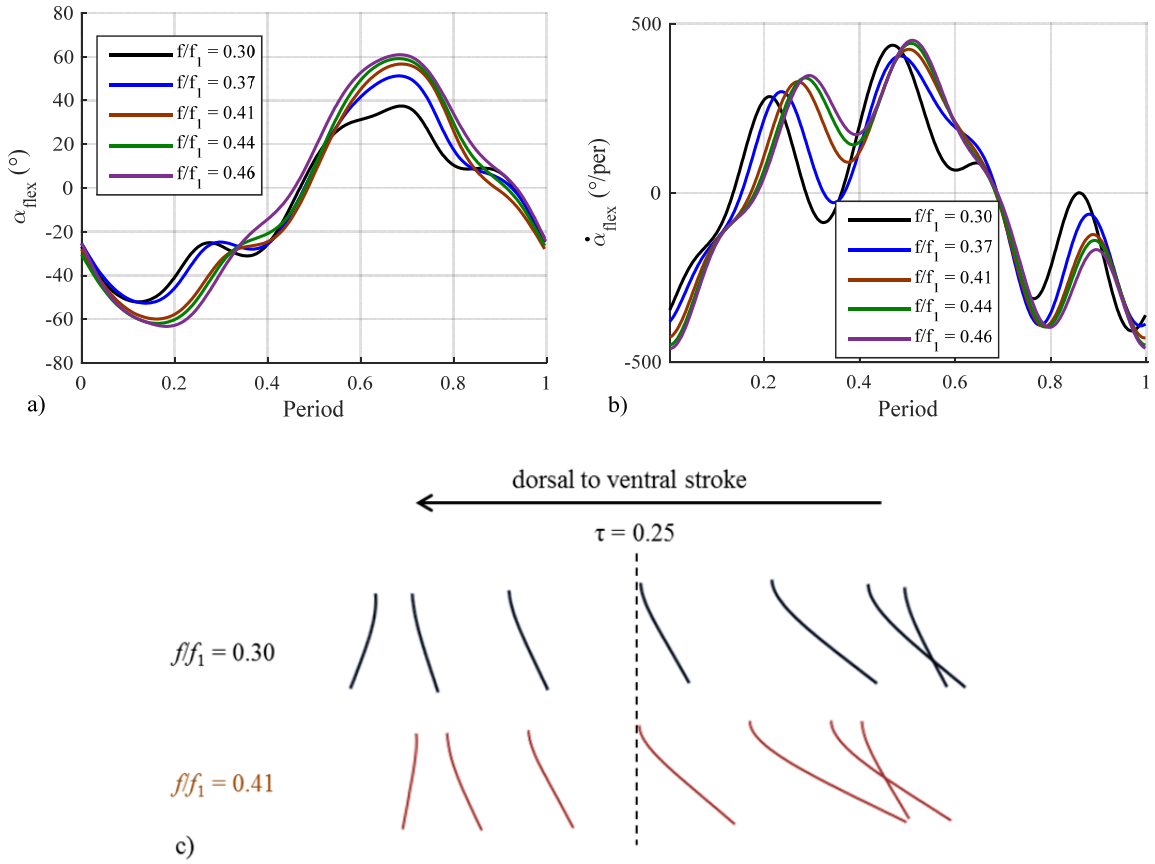 80
60
40
20
0
-20
-40
-60
-80
α_flex (°)
f/f_1 = 0.30
f/f_1 = 0.37
f/f_1 = 0.41
f/f_1 = 0.44
f/f_1 = 0.46
0 0.2 0.4 0.6 0.8 1
Period
a)
500
0
-500
α̇_flex (°/per)
f/f_1 = 0.30
f/f_1 = 0.37
f/f_1 = 0.41
f/f_1 = 0.44
f/f_1 = 0.46
0.2 0.4 0.6 0.8 1
Period
b)
dorsal to ventral stroke
τ = 0.25
f/f_1 = 0.30
f/f_1 = 0.41
c)